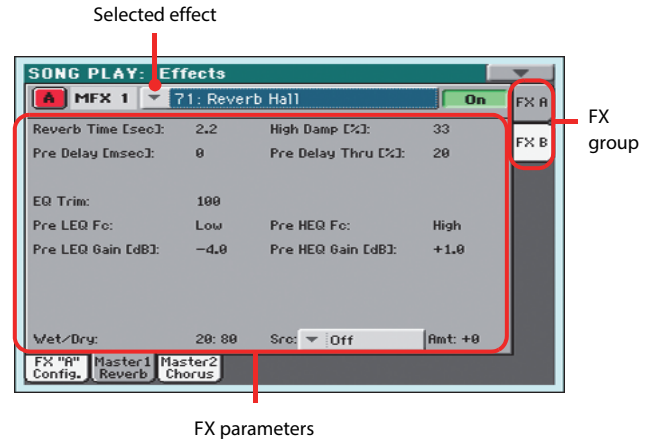 Selected effect
SONG PLAY: Effects
A MFX 1 71: Reverb Hall On FX A
FX group
Reverb Time [sec]: 2.2 High Damp [%]: 33
Pre Delay [msec]: 0 Pre Delay Thru [%]: 20 FX B
EQ Trim: 100
Pre LEQ Fc: Low Pre HEQ Fc: High
Pre LEQ Gain [dB]: -4.0 Pre HEQ Gain [dB]: +1.0
Wet/Dry: 20:80 Src: Off Amt: +0
FX "A" Master1 Master2
Config. Reverb Chorus
FX parameters